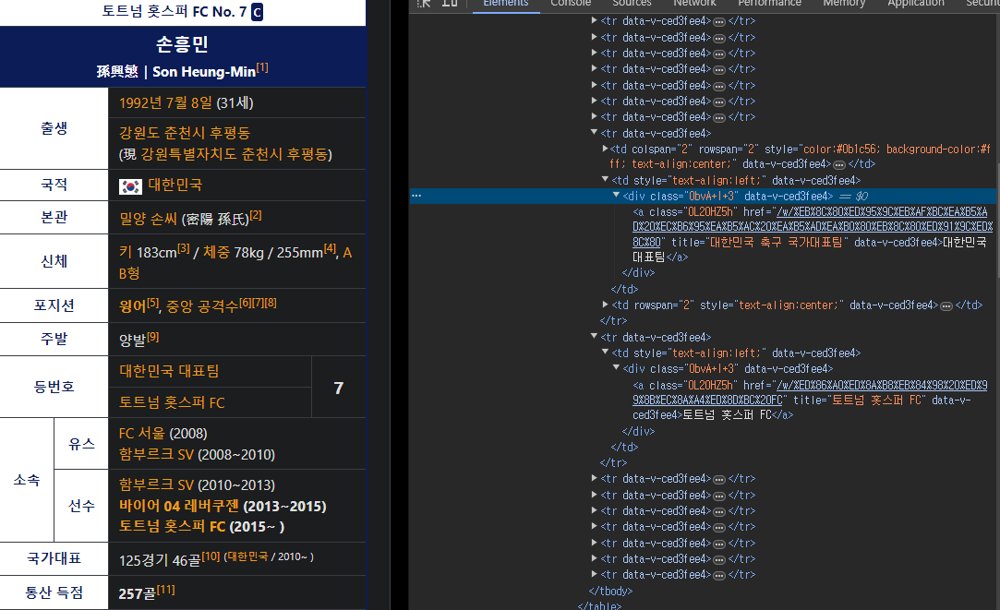 토트넘 홋스퍼 FC No. 7 C
손흥민
孫興慜 | Son Heung-Min[1]
출생
1992년 7월 8일 (31세)
강원도 춘천시 후평동
(現 강원특별자치도 춘천시 후평동)
국적
대한민국
본관
밀양 손씨 (密陽 孫氏)[2]
신체
키 183cm[3] / 체중 78kg / 255mm[4], A
B형
포지션
윙어[5], 중앙 공격수[6][7][8]
주발
양발[9]
등번호
대한민국 대표팀
토트넘 홋스퍼 FC
7
소속
유스
FC 서울 (2008)
함부르크 SV (2008~2010)
선수
함부르크 SV (2010~2013)
바이어 04 레버쿠젠 (2013~2015)
토트넘 홋스퍼 FC (2015~ )
국가대표
125경기 46골[10] (대한민국 / 2010~ )
통산 득점
257골[11]
Elements Console Sources Network Performance Memory Application Securit
<tr data-v-ced3fee4>…</tr>
<tr data-v-ced3fee4>…</tr>
<tr data-v-ced3fee4>…</tr>
<tr data-v-ced3fee4>…</tr>
<tr data-v-ced3fee4>…</tr>
<tr data-v-ced3fee4>…</tr>
<tr data-v-ced3fee4>…</tr>
<tr data-v-ced3fee4>
<td colspan="2" rowspan="2" style="color:#0b1c56; background-color:#f
ff; text-align:center;" data-v-ced3fee4>…</td>
<td style="text-align:left;" data-v-ced3fee4>
… <div class="0bvA+l+3" data-v-ced3fee4> == $0
<a class="0L20HZ5h" href="/w/%EB%8C%80%ED%95%9C%EB%AF%BC%EA%B5%A
D%20%EC%B6%95%EA%B5%AC%20%EA%B5%AD%EA%B0%80%EB%8C%80%ED%91%9C%ED%
8C%80" title="대한민국 축구 국가대표팀" data-v-ced3fee4>대한민국
대표팀</a>
</div>
</td>
<td rowspan="2" style="text-align:center;" data-v-ced3fee4>…</td>
</tr>
<tr data-v-ced3fee4>
<td style="text-align:left;" data-v-ced3fee4>
<div class="0bvA+l+3" data-v-ced3fee4>
<a class="0L20HZ5h" href="/w/%ED%86%A0%ED%8A%B8%EB%84%98%20%ED%9
9%8B%EC%8A%A4%ED%8D%BC%20FC" title="토트넘 홋스퍼 FC" data-v-
ced3fee4>토트넘 홋스퍼 FC</a>
</div>
</td>
</tr>
<tr data-v-ced3fee4>…</tr>
<tr data-v-ced3fee4>…</tr>
<tr data-v-ced3fee4>…</tr>
<tr data-v-ced3fee4>…</tr>
<tr data-v-ced3fee4>…</tr>
<tr data-v-ced3fee4>…</tr>
<tr data-v-ced3fee4>…</tr>
</tbody>
</table>